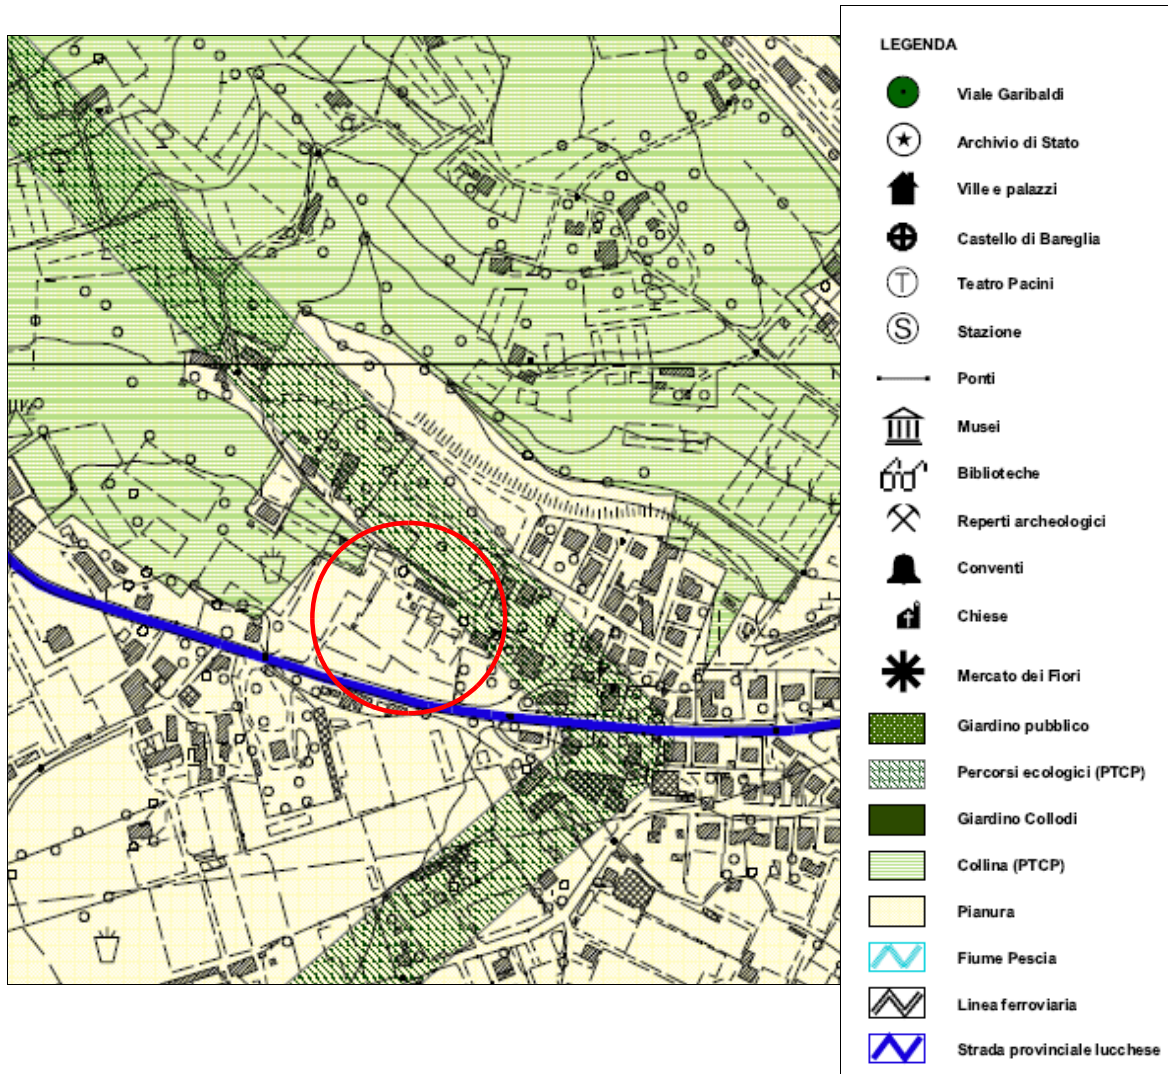 LEGENDA
Viale Garibaldi
Archivio di Stato
Ville e palazzi
Castello di Bareglia
T
Teatro Pacini
S
Stazione
Ponti
Musei
Biblioteche
Reperti archeologici
Conventi
Chiese
Mercato dei Fiori
Giardino pubblico
Percorsi ecologici (PTCP)
Giardino Collodi
Collina (PTCP)
Pianura
Fiume Pescia
Linea ferroviaria
Strada provinciale lucchese